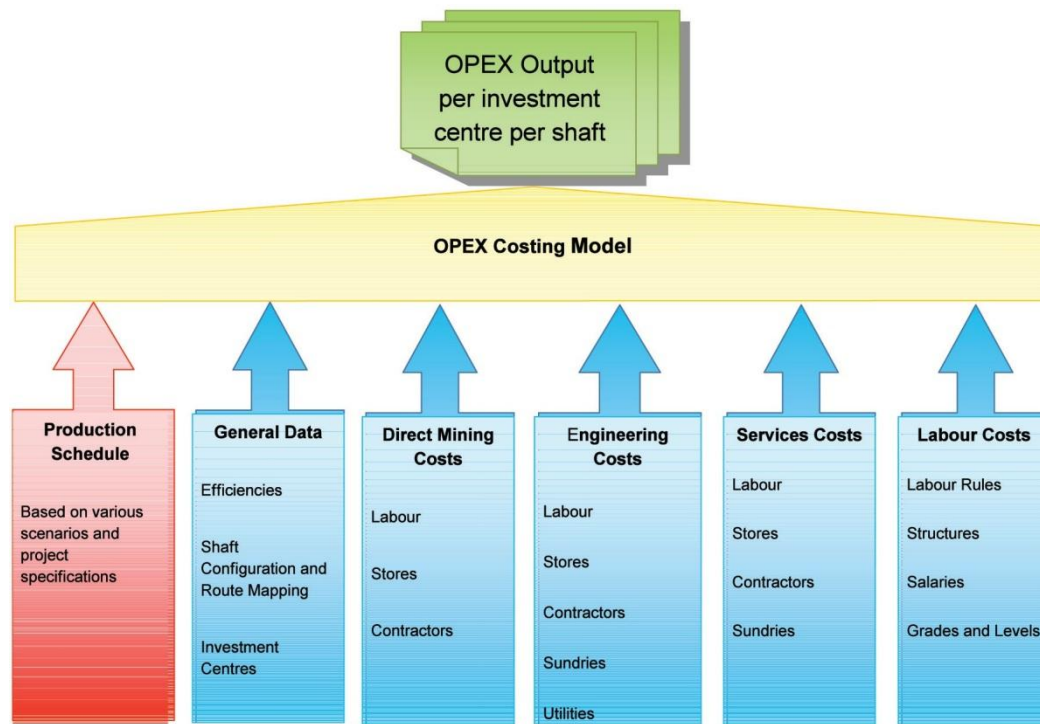 OPEX Output
per investment
centre per shaft
OPEX Costing Model
Production
Schedule
Based on various
scenarios and
project
specifications
General Data
Efficiencies
Shaft
Configuration and
Route Mapping
Investment
Centres
Direct Mining
Costs
Labour
Stores
Contractors
Engineering
Costs
Labour
Stores
Contractors
Sundries
Utilities
Services Costs
Labour
Stores
Contractors
Sundries
Labour Costs
Labour Rules
Structures
Salaries
Grades and Levels